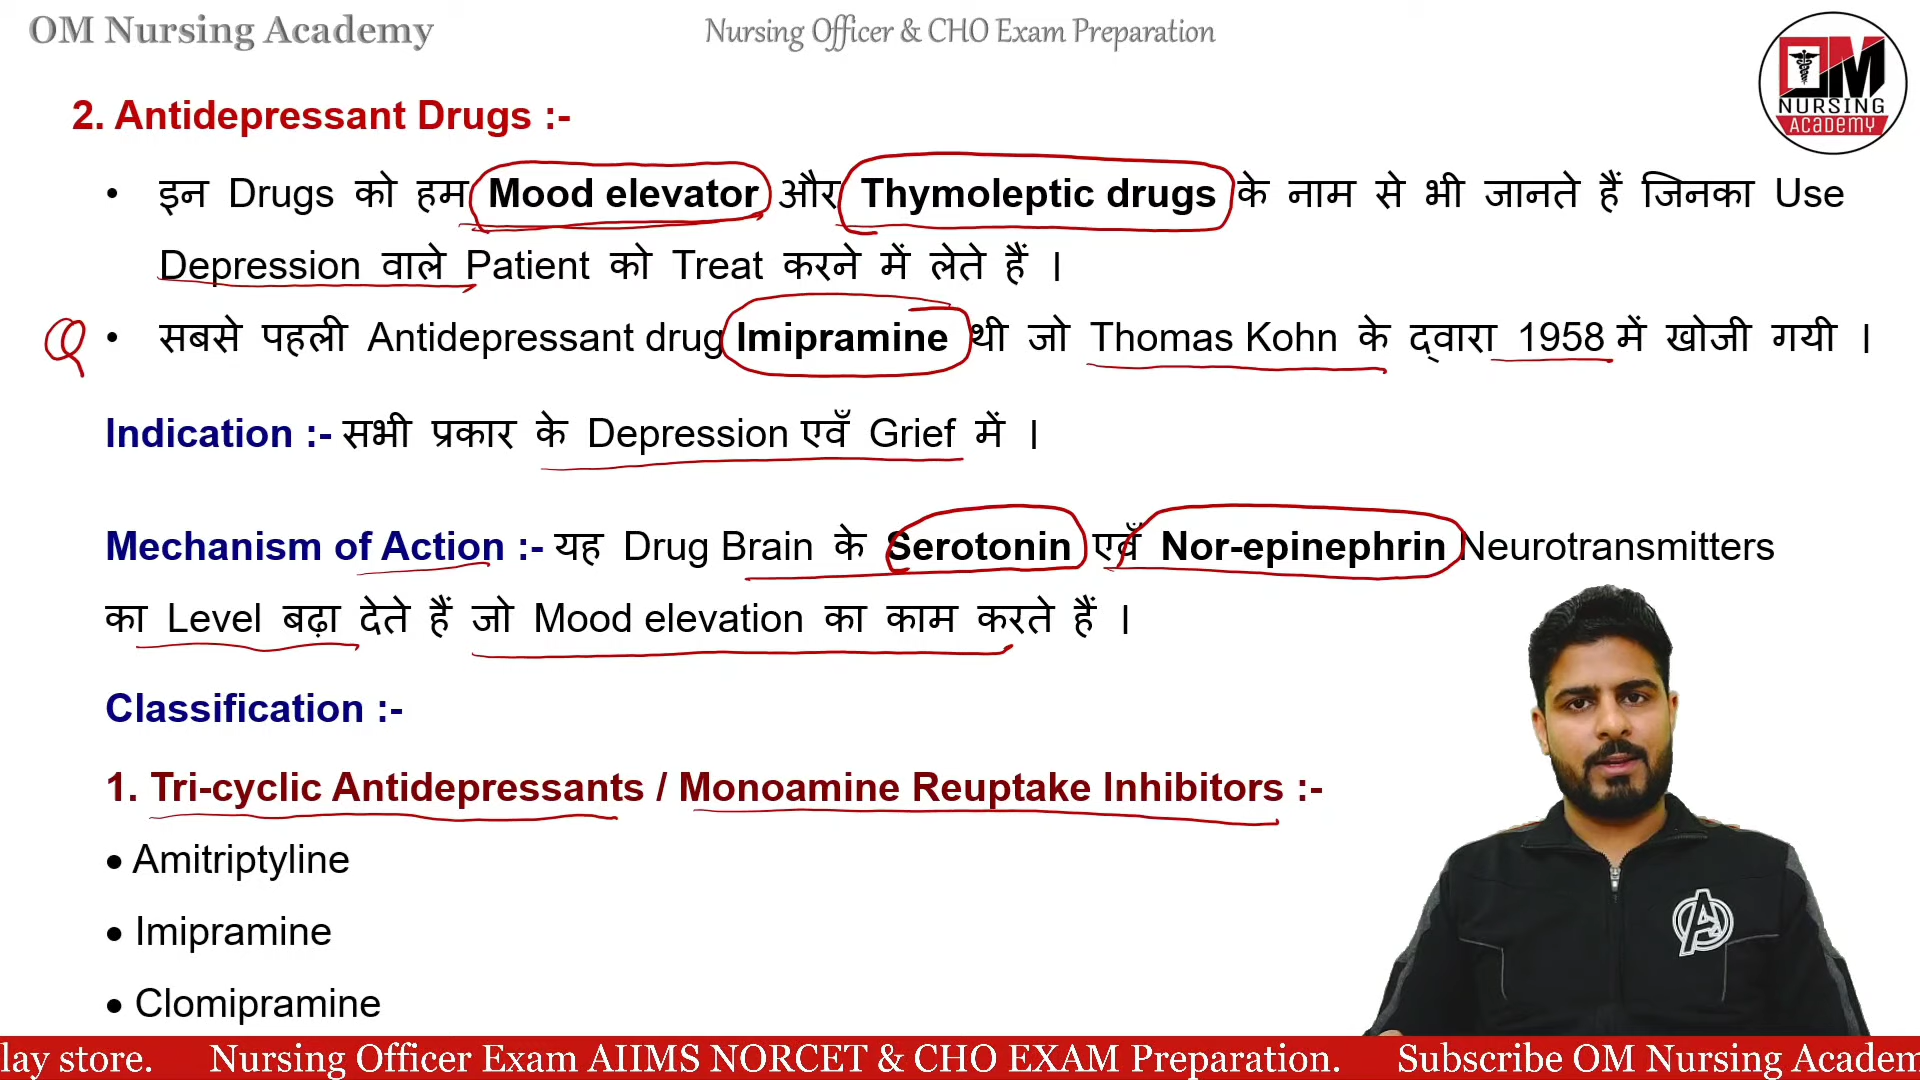 OM Nursing Academy
Nursing Officer & CHO Exam Preparation
OM
NURSING
ACADEMY
2. Antidepressant Drugs :-
• इन Drugs को हम Mood elevator और Thymoleptic drugs के नाम से भी जानते हैं जिनका Use
Depression वाले Patient को Treat करने में लेते हैं ।
Q • सबसे पहली Antidepressant drug Imipramine थी जो Thomas Kohn के द्वारा 1958 में खोजी गयी ।
Indication :- सभी प्रकार के Depression एवँ Grief में ।
Mechanism of Action :- यह Drug Brain के Serotonin एवँ Nor-epinephrin Neurotransmitters
का Level बढ़ा देते हैं जो Mood elevation का काम करते हैं ।
Classification :-
1. Tri-cyclic Antidepressants / Monoamine Reuptake Inhibitors :-
• Amitriptyline
• Imipramine
• Clomipramine
lay store. Nursing Officer Exam AIIMS NORCET & CHO EXAM Preparation. Subscribe OM Nursing Academ